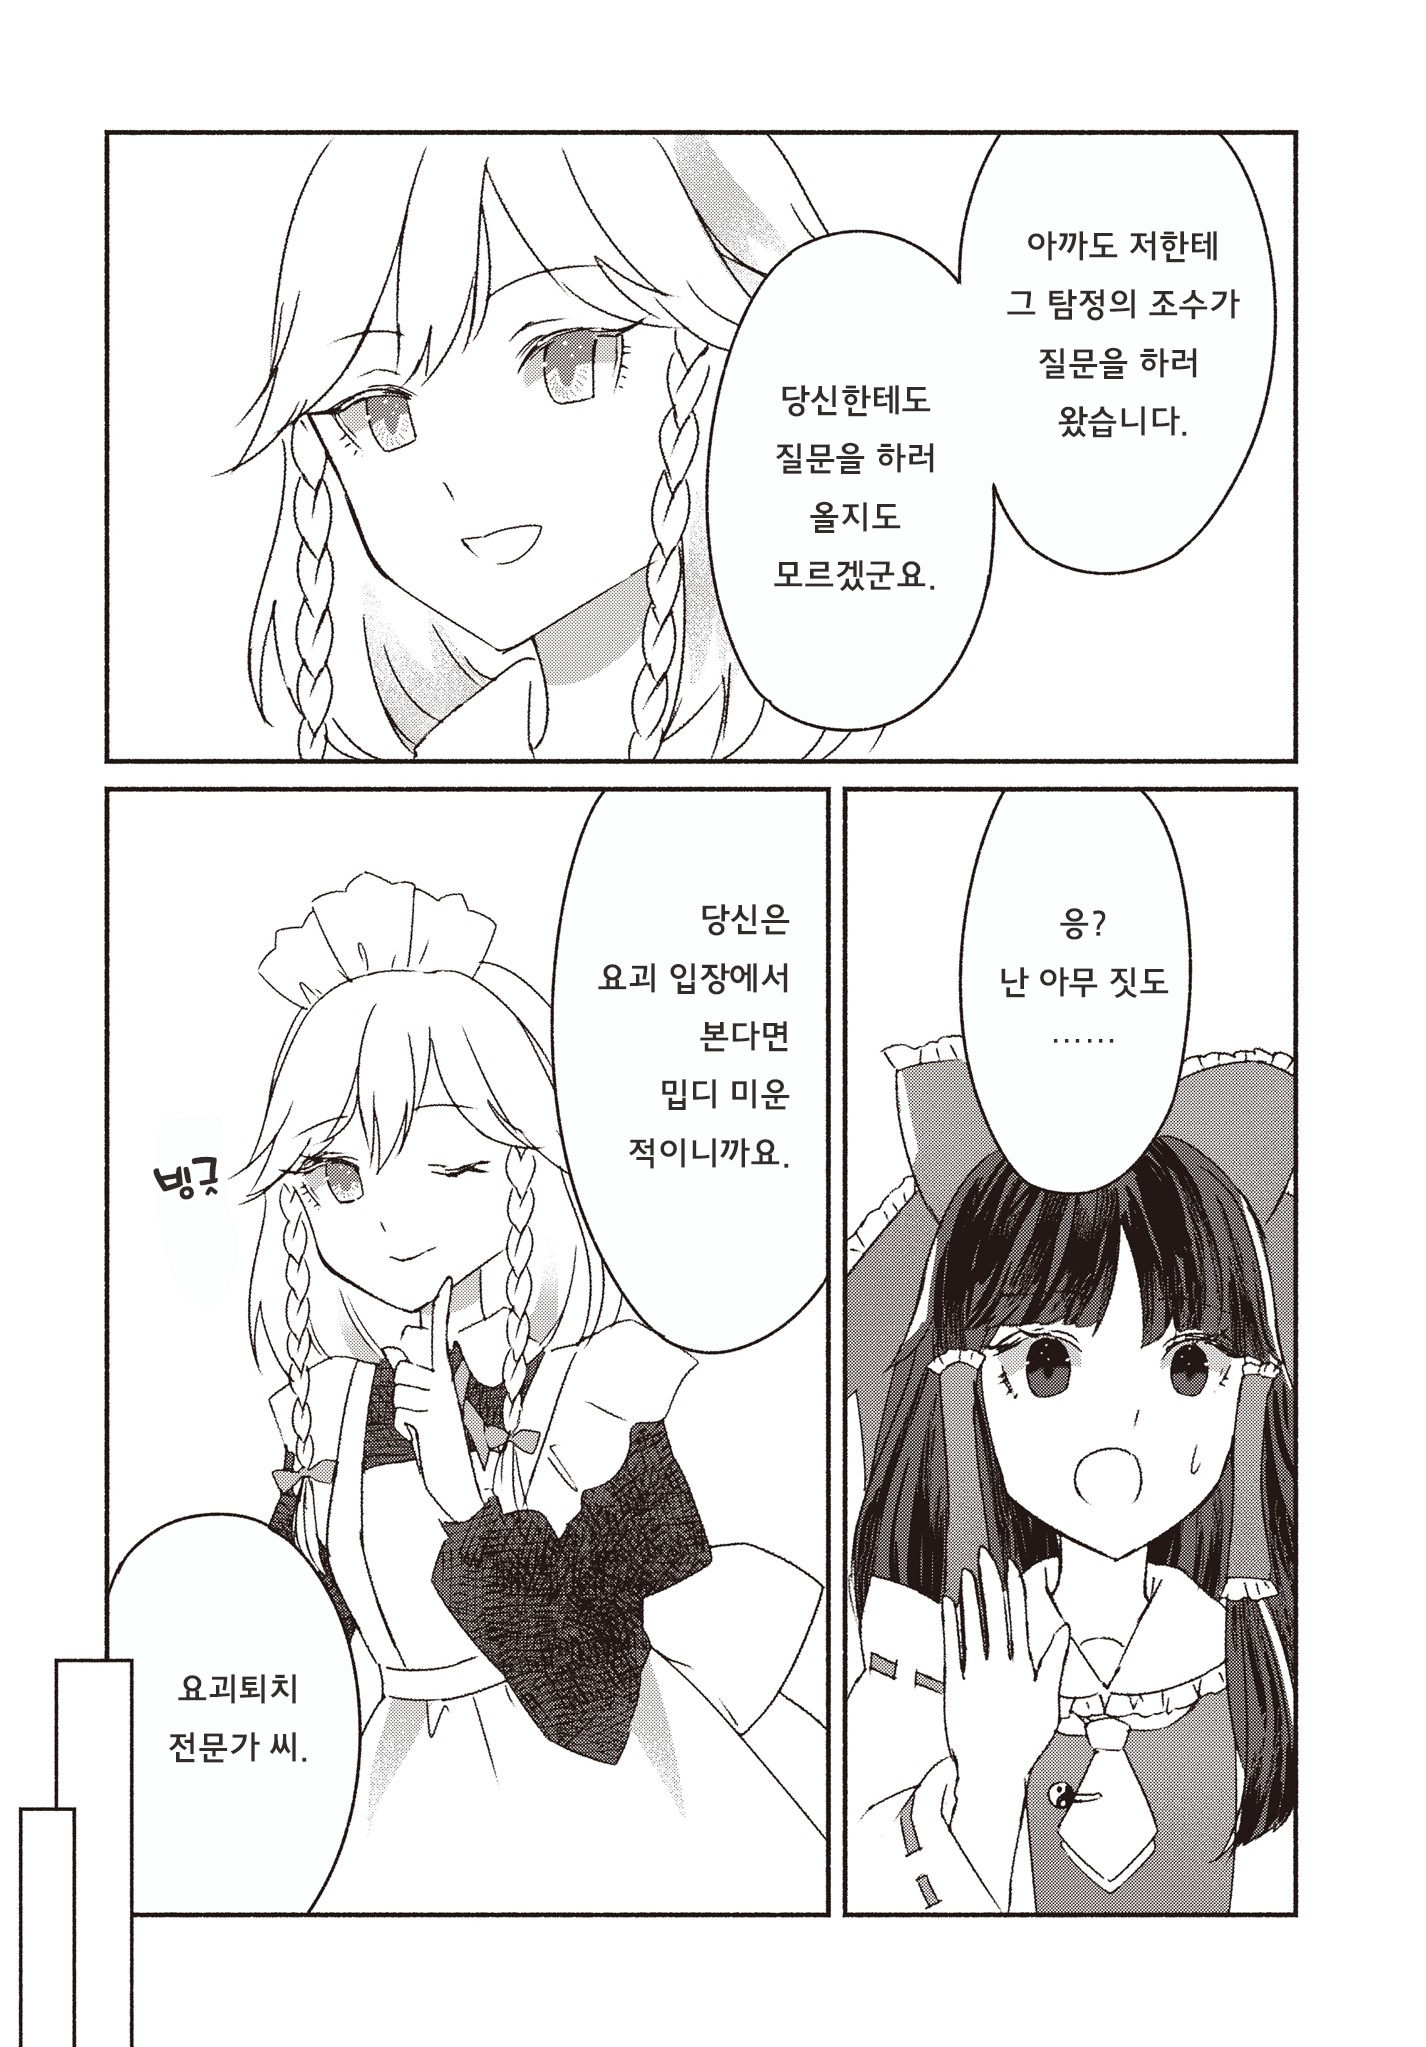 아까도 저한테
그 탐정의 조수가
질문을 하러
왔습니다.
당신한테도
질문을 하러
올지도
모르겠군요.
응?
난 아무 짓도
……
당신은
요괴 입장에서
본다면
밉디 미운
적이니까요.
빙긋
요괴퇴치
전문가 씨.